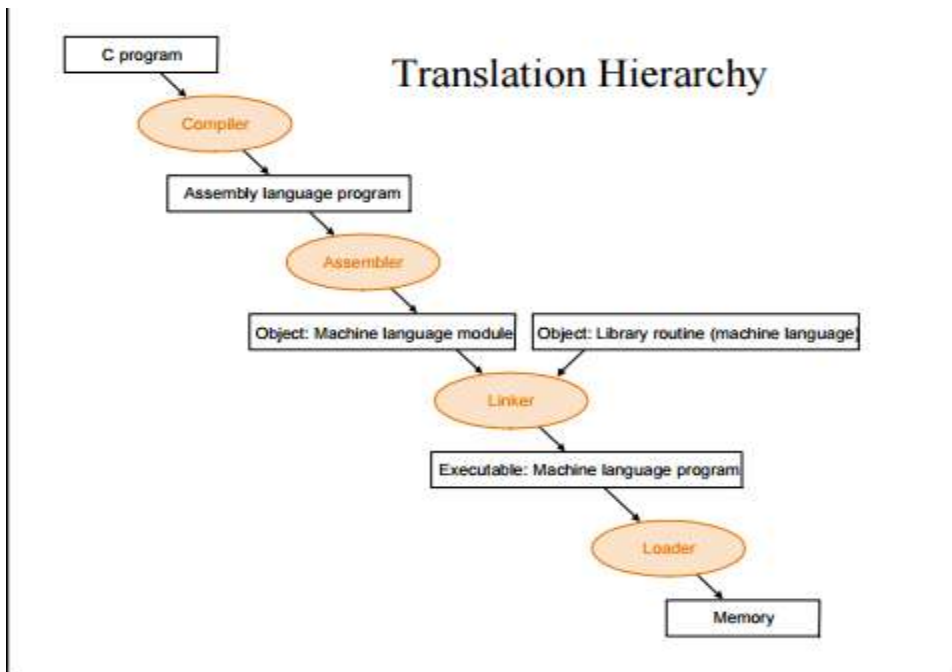 C program
Translation Hierarchy
Compiler
Assembly language program
Assembler
Object: Machine language module
Object: Library routine (machine language)
Linker
Executable: Machine language program
Loader
Memory